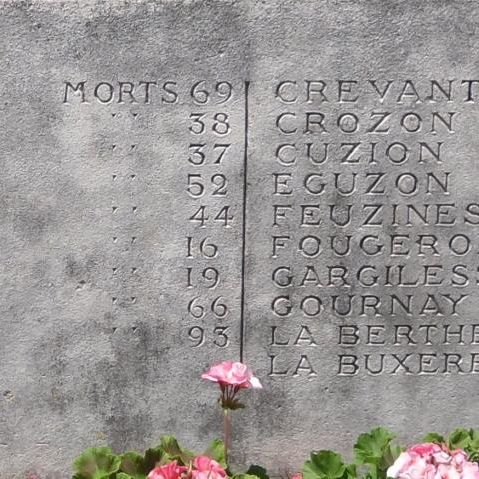 MORTS 69 CREVANT
" 38 CROZON
" 37 CUZION
" 52 EGUZON
" 44 FEUZINES
" 16 FOUGERO
" 19 GARGILESS
" 66 GOURNAY
" 93 LA BERTHE
LA BUXERE